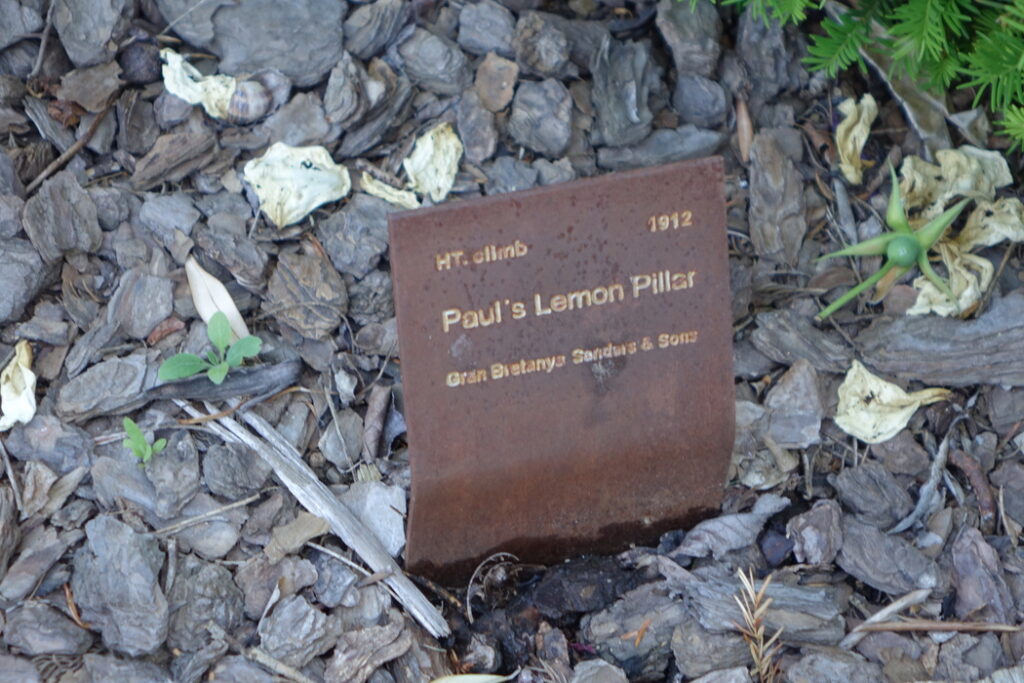 HT. climb 1912
Paul's Lemon Pillar
Gran Bretanya Sanders & Sons